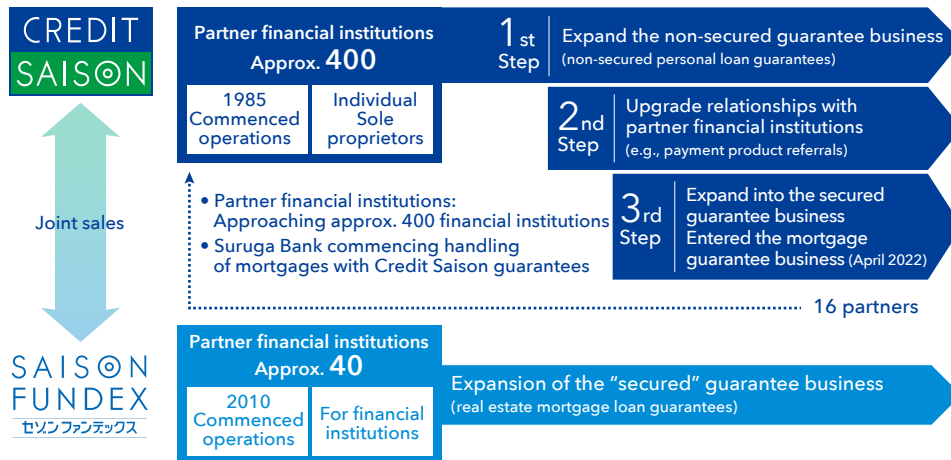 CREDIT
SAISON
Joint sales
SAISON
FUNDEX
セゾンファンデックス
Partner financial institutions
Approx. 400
1985
Commenced
operations
Individual
Sole
proprietors
1st
Step
Expand the non-secured guarantee business
(non-secured personal loan guarantees)
2nd
Step
Upgrade relationships with
partner financial institutions
(e.g., payment product referrals)
3rd
Step
Expand into the secured
guarantee business
Entered the mortgage
guarantee business (April 2022)
• Partner financial institutions:
Approaching approx. 400 financial institutions
• Suruga Bank commencing handling
of mortgages with Credit Saison guarantees
16 partners
Partner financial institutions
Approx. 40
2010
Commenced
operations
For financial
institutions
Expansion of the “secured” guarantee business
(real estate mortgage loan guarantees)